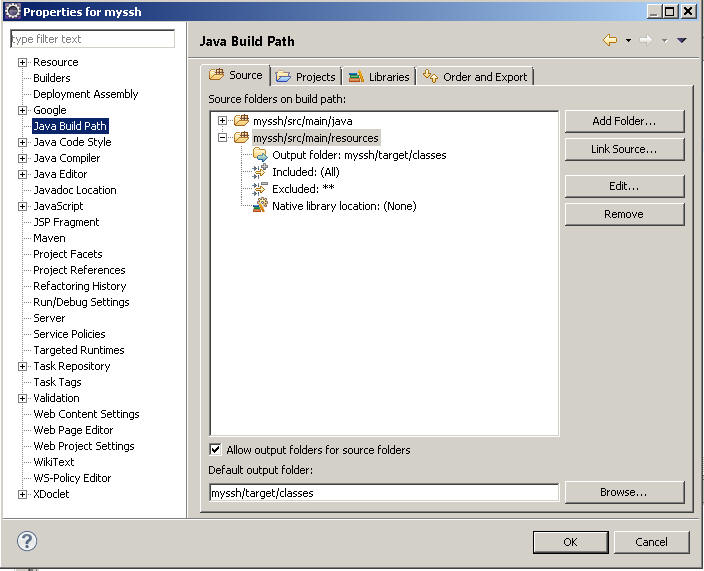 Properties for myssh
type filter text
Resource
Builders
Deployment Assembly
Google
Java Build Path
Java Code Style
Java Compiler
Java Editor
Javadoc Location
JavaScript
JSP Fragment
Maven
Project Facets
Project References
Refactoring History
Run/Debug Settings
Server
Service Policies
Targeted Runtimes
Task Repository
Task Tags
Validation
Web Content Settings
Web Page Editor
Web Project Settings
WikiText
WS-Policy Editor
XDoclet
Java Build Path
Source Projects Libraries Order and Export
Source folders on build path:
myssh/src/main/java
myssh/src/main/resources
Output folder: myssh/target/classes
Included: (All)
Excluded: **
Native library location: (None)
Add Folder...
Link Source...
Edit...
Remove
Allow output folders for source folders
Default output folder:
myssh/target/classes
Browse...
?
OK Cancel